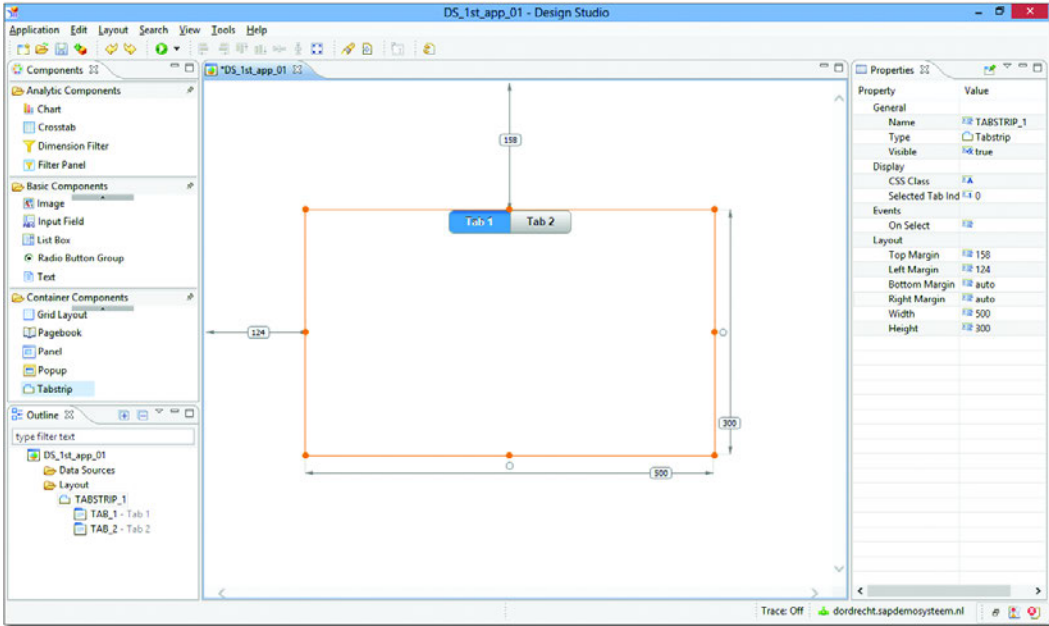 DS_1st_app_01 - Design Studio
Application Edit Layout Search View Tools Help
Components
Analytic Components
Chart
Crosstab
Dimension Filter
Filter Panel
Basic Components
Image
Input Field
List Box
Radio Button Group
Text
Container Components
Grid Layout
Pagebook
Panel
Popup
Tabstrip
Outline
type filter text
DS_1st_app_01
Data Sources
Layout
TABSTRIP_1
TAB_1 - Tab 1
TAB_2 - Tab 2
*DS_1st_app_01
158
Tab 1 Tab 2
124
300
500
Properties
Property Value
General
Name TABSTRIP_1
Type Tabstrip
Visible true
Display
CSS Class
Selected Tab Ind 0
Events
On Select
Layout
Top Margin 158
Left Margin 124
Bottom Margin auto
Right Margin auto
Width 500
Height 300
Trace: Off dordrecht.sapdemosysteem.nl